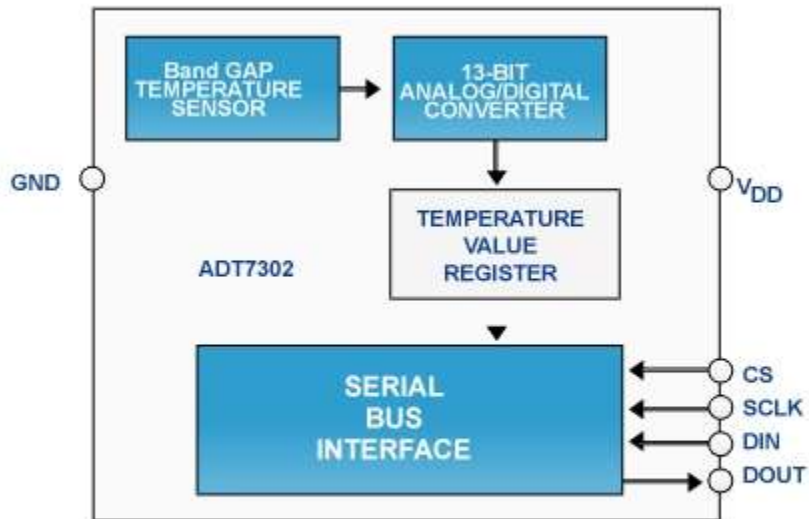 Band GAP
TEMPERATURE
SENSOR
13-BIT
ANALOG/DIGITAL
CONVERTER
GND
VDD
TEMPERATURE
VALUE
REGISTER
ADT7302
SERIAL
BUS
INTERFACE
CS
SCLK
DIN
DOUT